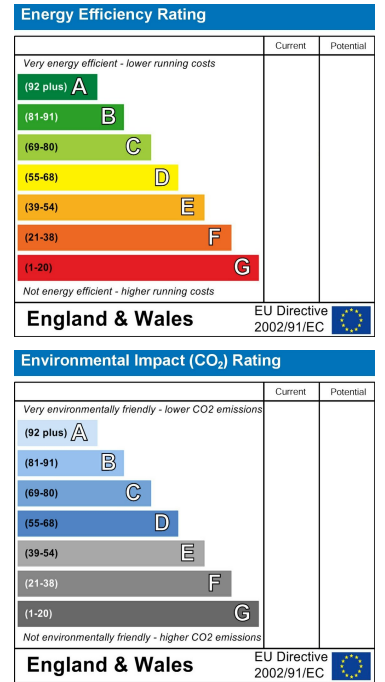 Energy Efficiency Rating
Current Potential
Very energy efficient - lower running costs
(92 plus) A
(81-91) B
(69-80) C
(55-68) D
(39-54) E
(21-38) F
(1-20) G
Not energy efficient - higher running costs
England & Wales
EU Directive
2002/91/EC
Environmental Impact (CO₂) Rating
Current Potential
Very environmentally friendly - lower CO2 emissions
(92 plus) A
(81-91) B
(69-80) C
(55-68) D
(39-54) E
(21-38) F
(1-20) G
Not environmentally friendly - higher CO2 emissions
England & Wales
EU Directive
2002/91/EC